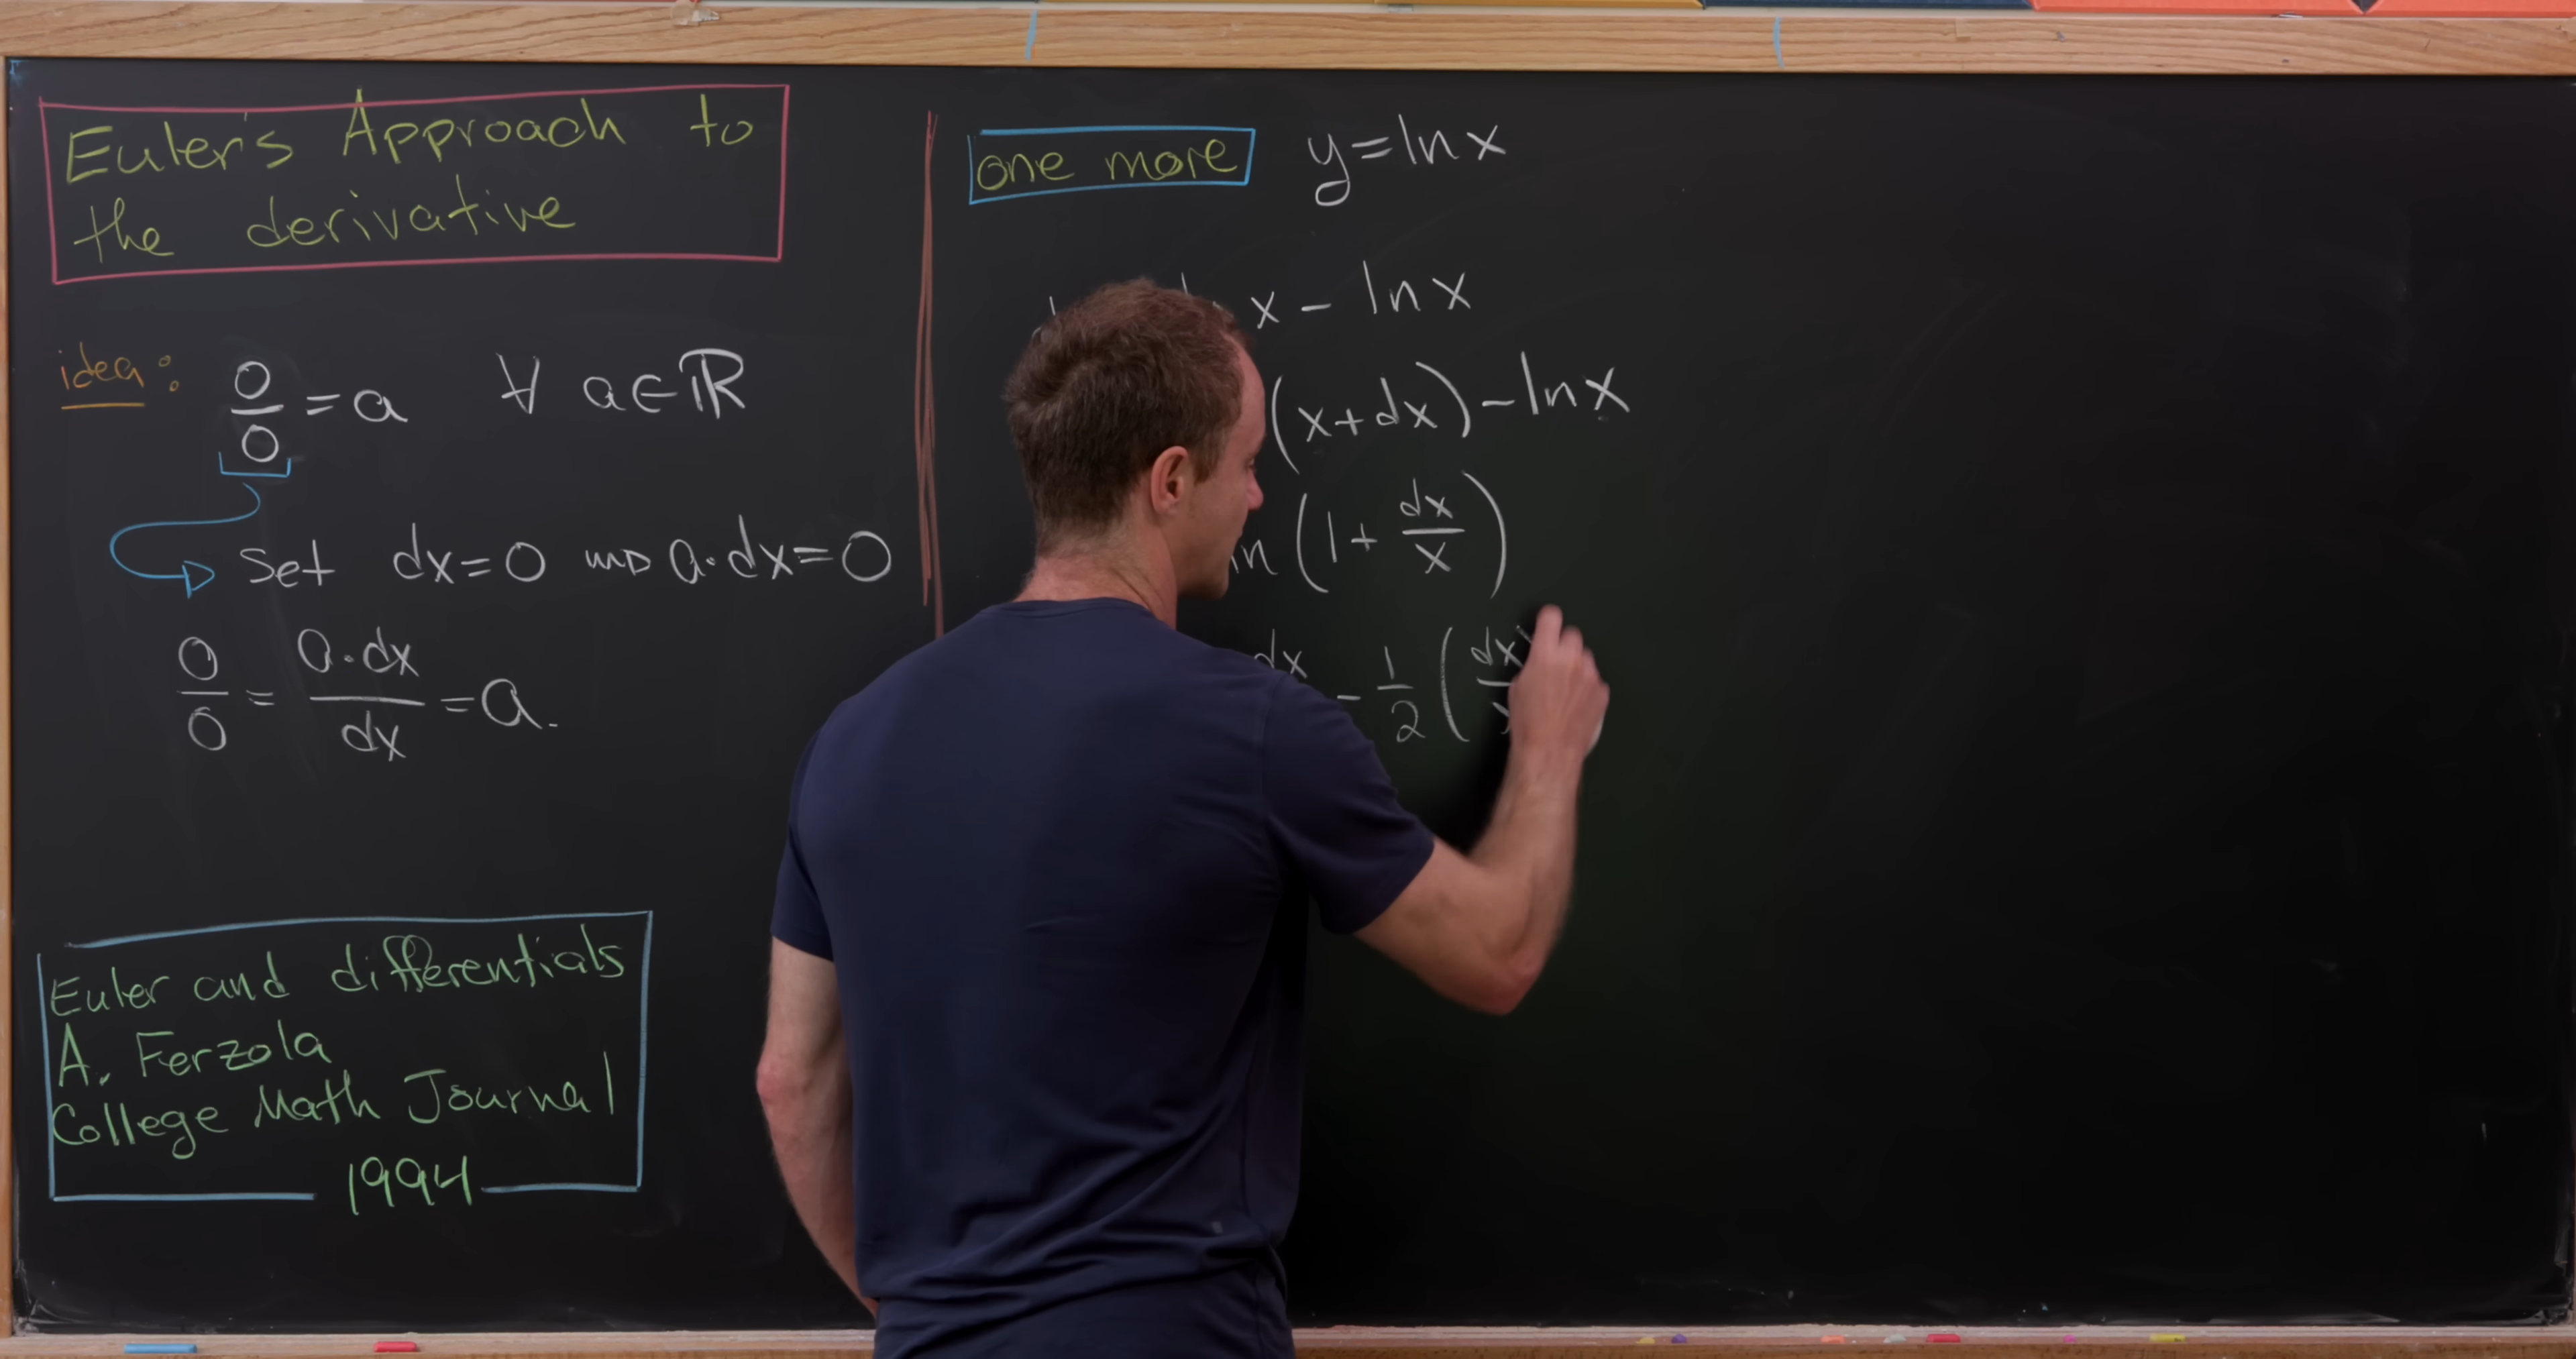 Euler's Approach to
the derivative
idea: 0/0 = a ∀ a∈ℝ
Set dx=0 ⇝ a·dx=0
0/0 = a·dx/dx = a.
Euler and differentials
A. Ferzola
College Math Journal
1994
one more y=ln x
x - ln x
(x+dx) - ln x
ln (1 + dx/x)
dx - 1/2 (dx